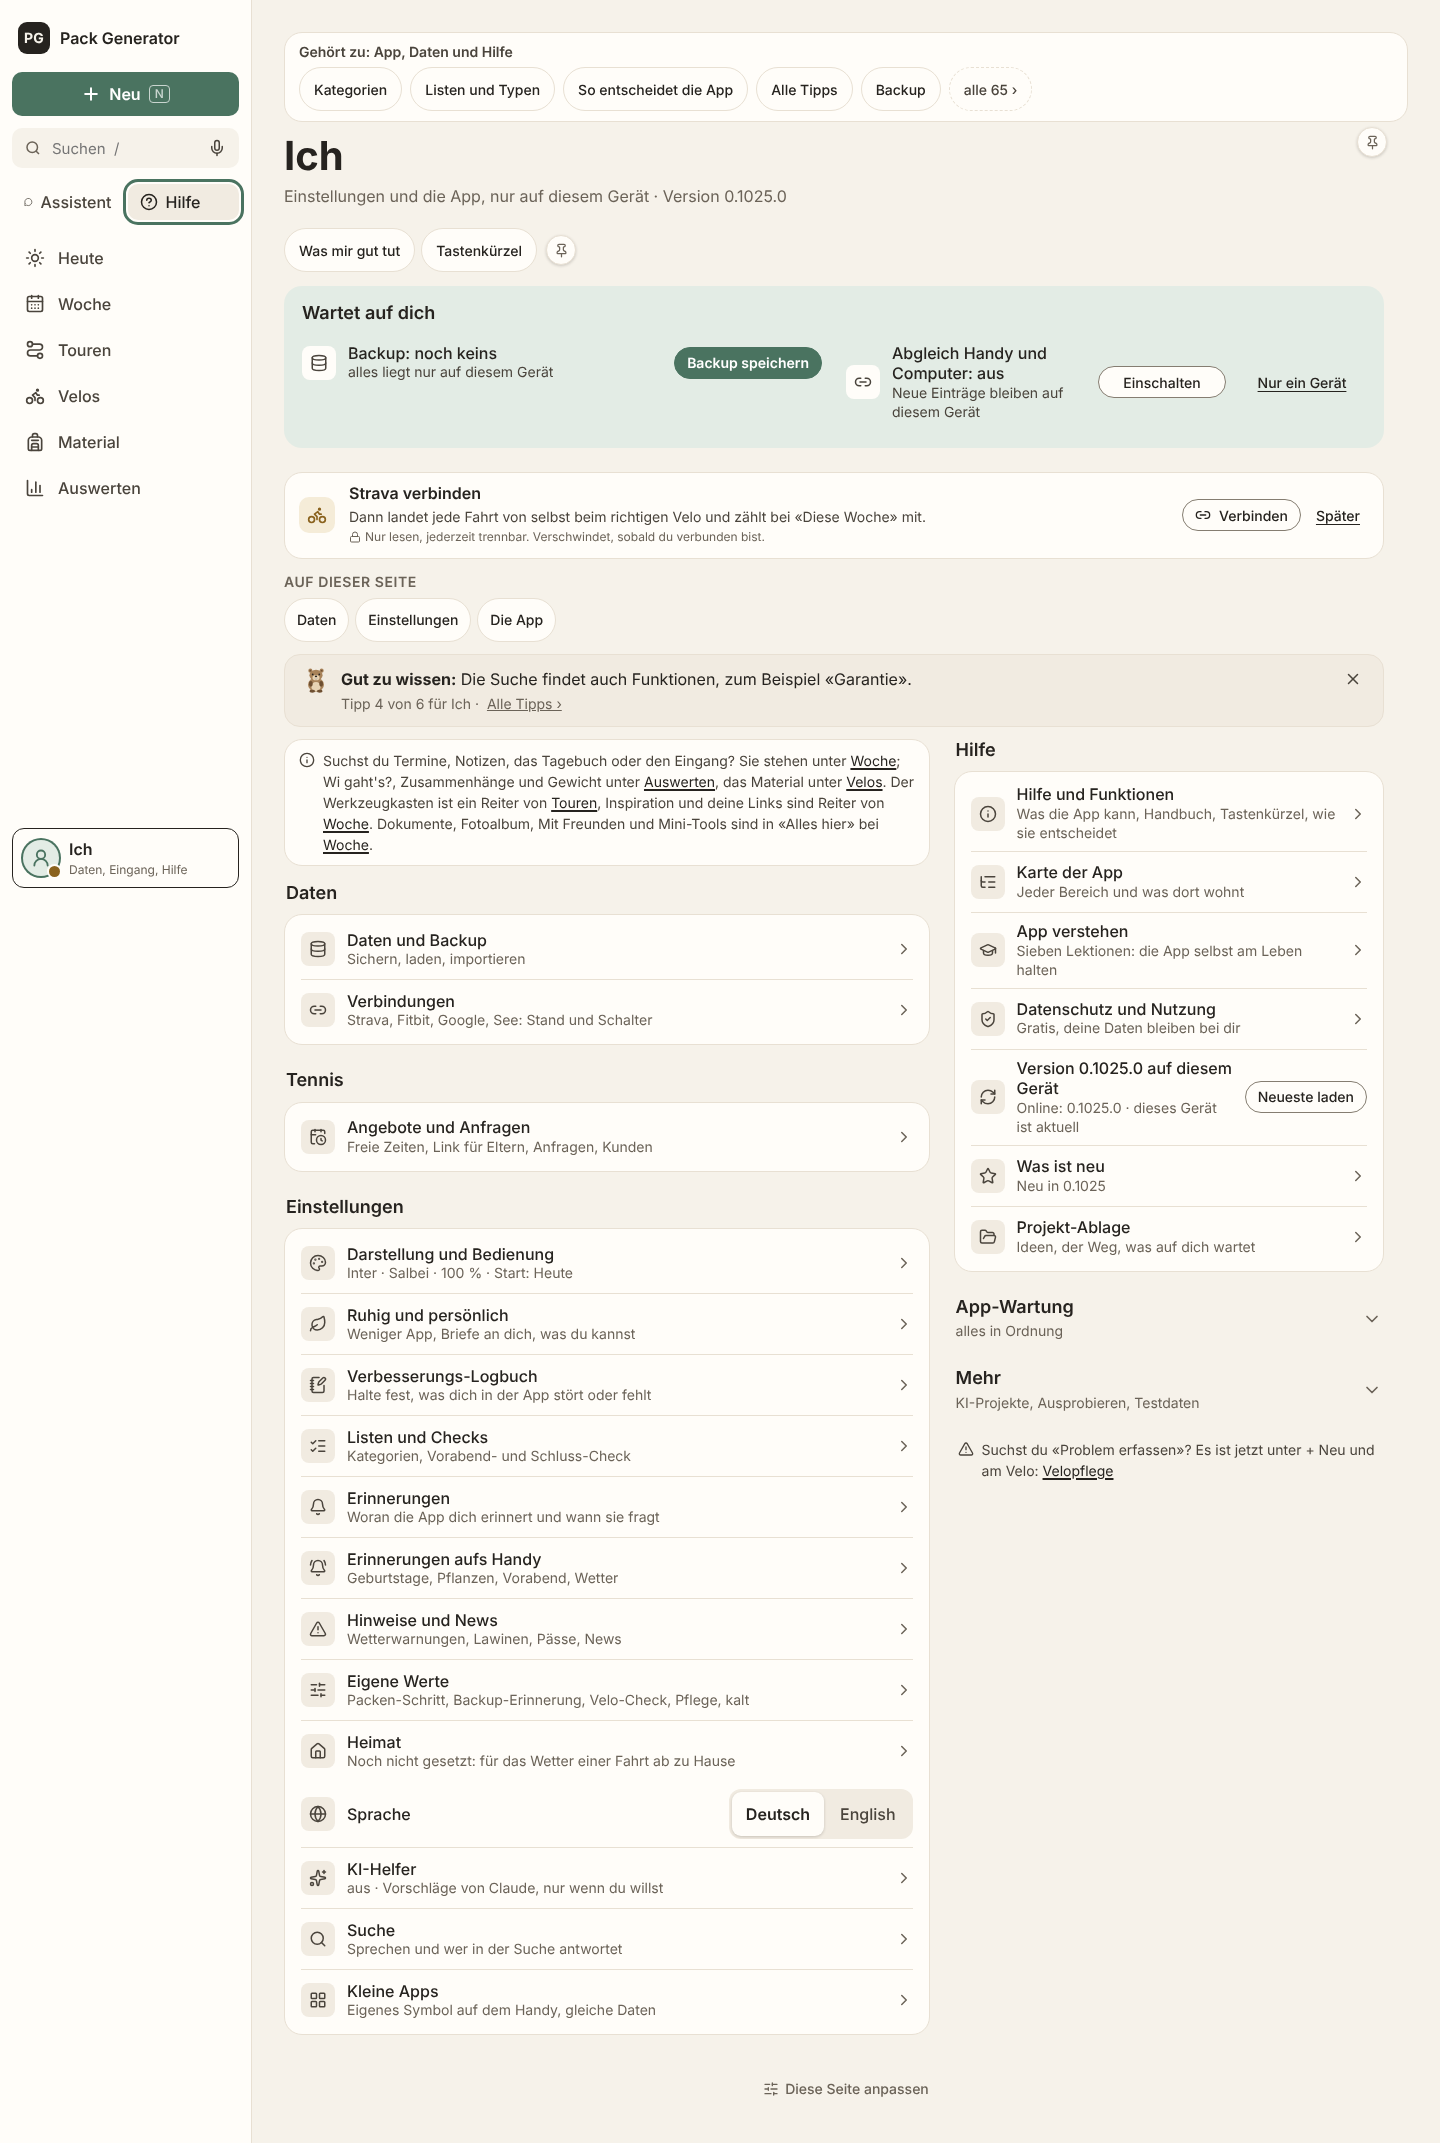 PG Pack Generator
Neu N
Suchen /
Assistent
Hilfe
Heute
Woche
Touren
Velos
Material
Auswerten
Ich
Daten, Eingang, Hilfe
Gehört zu: App, Daten und Hilfe
Kategorien
Listen und Typen
So entscheidet die App
Alle Tipps
Backup
alle 65 ›
Ich
Einstellungen und die App, nur auf diesem Gerät · Version 0.1025.0
Was mir gut tut
Tastenkürzel
Wartet auf dich
Backup: noch keins
alles liegt nur auf diesem Gerät
Backup speichern
Abgleich Handy und
Computer: aus
Neue Einträge bleiben auf
diesem Gerät
Einschalten
Nur ein Gerät
Strava verbinden
Dann landet jede Fahrt von selbst beim richtigen Velo und zählt bei «Diese Woche» mit.
Nur lesen, jederzeit trennbar. Verschwindet, sobald du verbunden bist.
Verbinden
Später
AUF DIESER SEITE
Daten
Einstellungen
Die App
Gut zu wissen: Die Suche findet auch Funktionen, zum Beispiel «Garantie».
Tipp 4 von 6 für Ich · Alle Tipps ›
Suchst du Termine, Notizen, das Tagebuch oder den Eingang? Sie stehen unter Woche;
Wi gaht's?, Zusammenhänge und Gewicht unter Auswerten, das Material unter Velos. Der
Werkzeugkasten ist ein Reiter von Touren, Inspiration und deine Links sind Reiter von
Woche. Dokumente, Fotoalbum, Mit Freunden und Mini-Tools sind in «Alles hier» bei
Woche.
Daten
Daten und Backup
Sichern, laden, importieren
Verbindungen
Strava, Fitbit, Google, See: Stand und Schalter
Tennis
Angebote und Anfragen
Freie Zeiten, Link für Eltern, Anfragen, Kunden
Einstellungen
Darstellung und Bedienung
Inter · Salbei · 100 % · Start: Heute
Ruhig und persönlich
Weniger App, Briefe an dich, was du kannst
Verbesserungs-Logbuch
Halte fest, was dich in der App stört oder fehlt
Listen und Checks
Kategorien, Vorabend- und Schluss-Check
Erinnerungen
Woran die App dich erinnert und wann sie fragt
Erinnerungen aufs Handy
Geburtstage, Pflanzen, Vorabend, Wetter
Hinweise und News
Wetterwarnungen, Lawinen, Pässe, News
Eigene Werte
Packen-Schritt, Backup-Erinnerung, Velo-Check, Pflege, kalt
Heimat
Noch nicht gesetzt: für das Wetter einer Fahrt ab zu Hause
Sprache
Deutsch
English
KI-Helfer
aus · Vorschläge von Claude, nur wenn du willst
Suche
Sprechen und wer in der Suche antwortet
Kleine Apps
Eigenes Symbol auf dem Handy, gleiche Daten
Diese Seite anpassen
Hilfe
Hilfe und Funktionen
Was die App kann, Handbuch, Tastenkürzel, wie
sie entscheidet
Karte der App
Jeder Bereich und was dort wohnt
App verstehen
Sieben Lektionen: die App selbst am Leben
halten
Datenschutz und Nutzung
Gratis, deine Daten bleiben bei dir
Version 0.1025.0 auf diesem
Gerät
Online: 0.1025.0 · dieses Gerät
ist aktuell
Neueste laden
Was ist neu
Neu in 0.1025
Projekt-Ablage
Ideen, der Weg, was auf dich wartet
App-Wartung
alles in Ordnung
Mehr
KI-Projekte, Ausprobieren, Testdaten
Suchst du «Problem erfassen»? Es ist jetzt unter + Neu und
am Velo: Velopflege